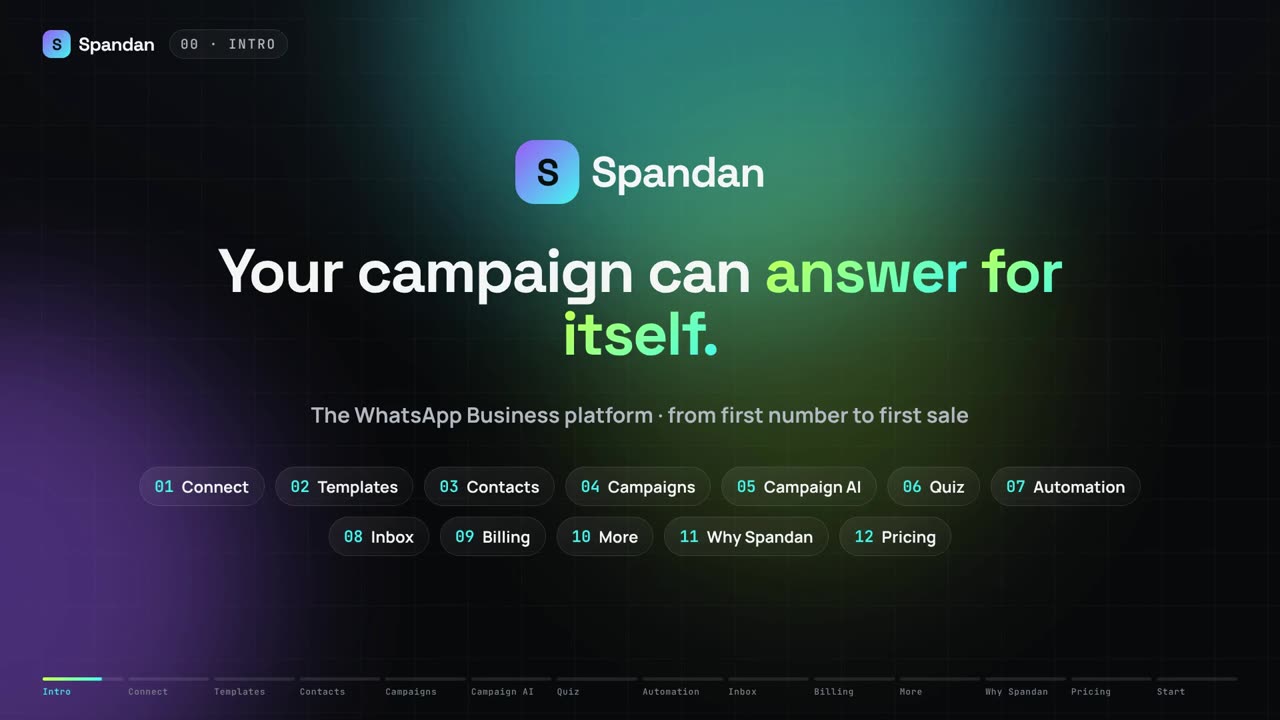 S Spandan 00 · INTRO
S Spandan
Your campaign can answer for
itself.
The WhatsApp Business platform · from first number to first sale
01 Connect 02 Templates 03 Contacts 04 Campaigns 05 Campaign AI 06 Quiz 07 Automation
08 Inbox 09 Billing 10 More 11 Why Spandan 12 Pricing
Intro Connect Templates Contacts Campaigns Campaign AI Quiz Automation Inbox Billing More Why Spandan Pricing Start